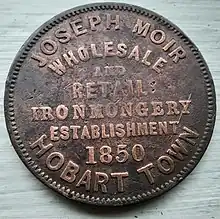 JOSEPH MOIR
WHOLESALE
AND
RETAIL
IRONMONGERY
ESTABLISHMENT
1850
HOBART TOWN